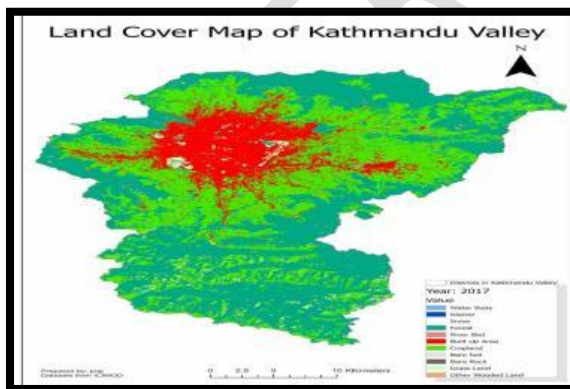 Land Cover Map of Kathmandu Valley
N
Districts in Kathmandu Valley
Year: 2017
Value
Water Body
Glacier
Snow
Forest
River Bed
Built up Area
Cropland
Bare Soil
Bare Rock
Grass Land
Other Wooded Land
0 2.5 5 10 Kilometers
Prepared by
Datasets from ICIMOD